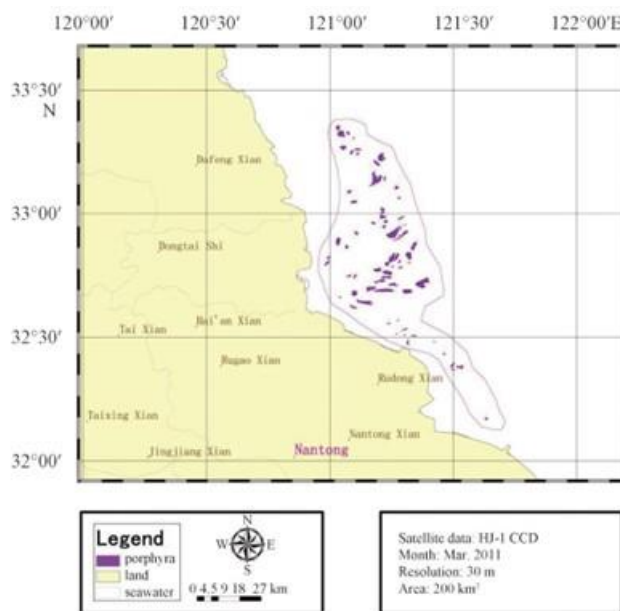 120°00′ 120°50′ 121°00′ 121°30′ 121°50′ 122°00′E
33°30′
N
Dafeng Xian
33°00′
Dongtai Shi
Hai'an Xian
32°30′
Tai Xian
Rugao Xian
Rudong Xian
Taixing Xian
Nantong Xian
Jingjiang Xian
Nantong
32°00′
Legend
porphyra
land
seawater
N
W E
S
0 4.5 9 18 27 km
Satellite data: HJ-1 CCD
Month: Mar. 2011
Resolution: 30 m
Area: 200 km²